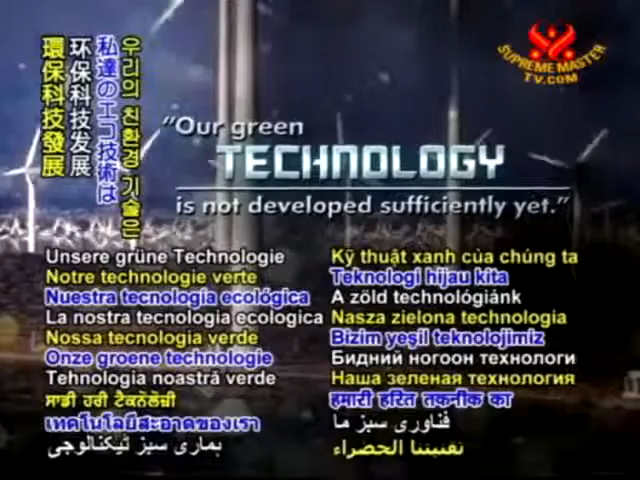 우리의 친환경 기술은
私達のエコ技術は
环保科技发展
環保科技發展
SUPREME MASTER
TV.COM
"Our green
TECHNOLOGY
is not developed sufficiently yet."
Unsere grüne Technologie
Notre technologie verte
Nuestra tecnología ecológica
La nostra tecnologia ecologica
Nossa tecnologia verde
Onze groene technologie
Tehnologia noastră verde
ਸਾਡੀ ਹਰੀ ਟੈਕਨੋਲੋਜੀ
เทคโนโลยีสะอาดของเรา
ہماری سبز ٹیکنالوجی
Kỹ thuật xanh của chúng ta
Teknologi hijau kita
A zöld technológiánk
Nasza zielona technologia
Bizim yeşil teknolojimiz
Бидний ногоон технологи
Наша зеленая технология
हमारी हरित तकनीक का
فناوری سبز ما
تقنيتنا الخضراء